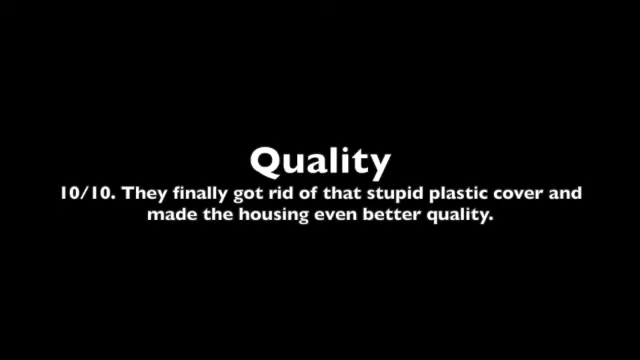 Quality
10/10. They finally got rid of that stupid plastic cover and
made the housing even better quality.